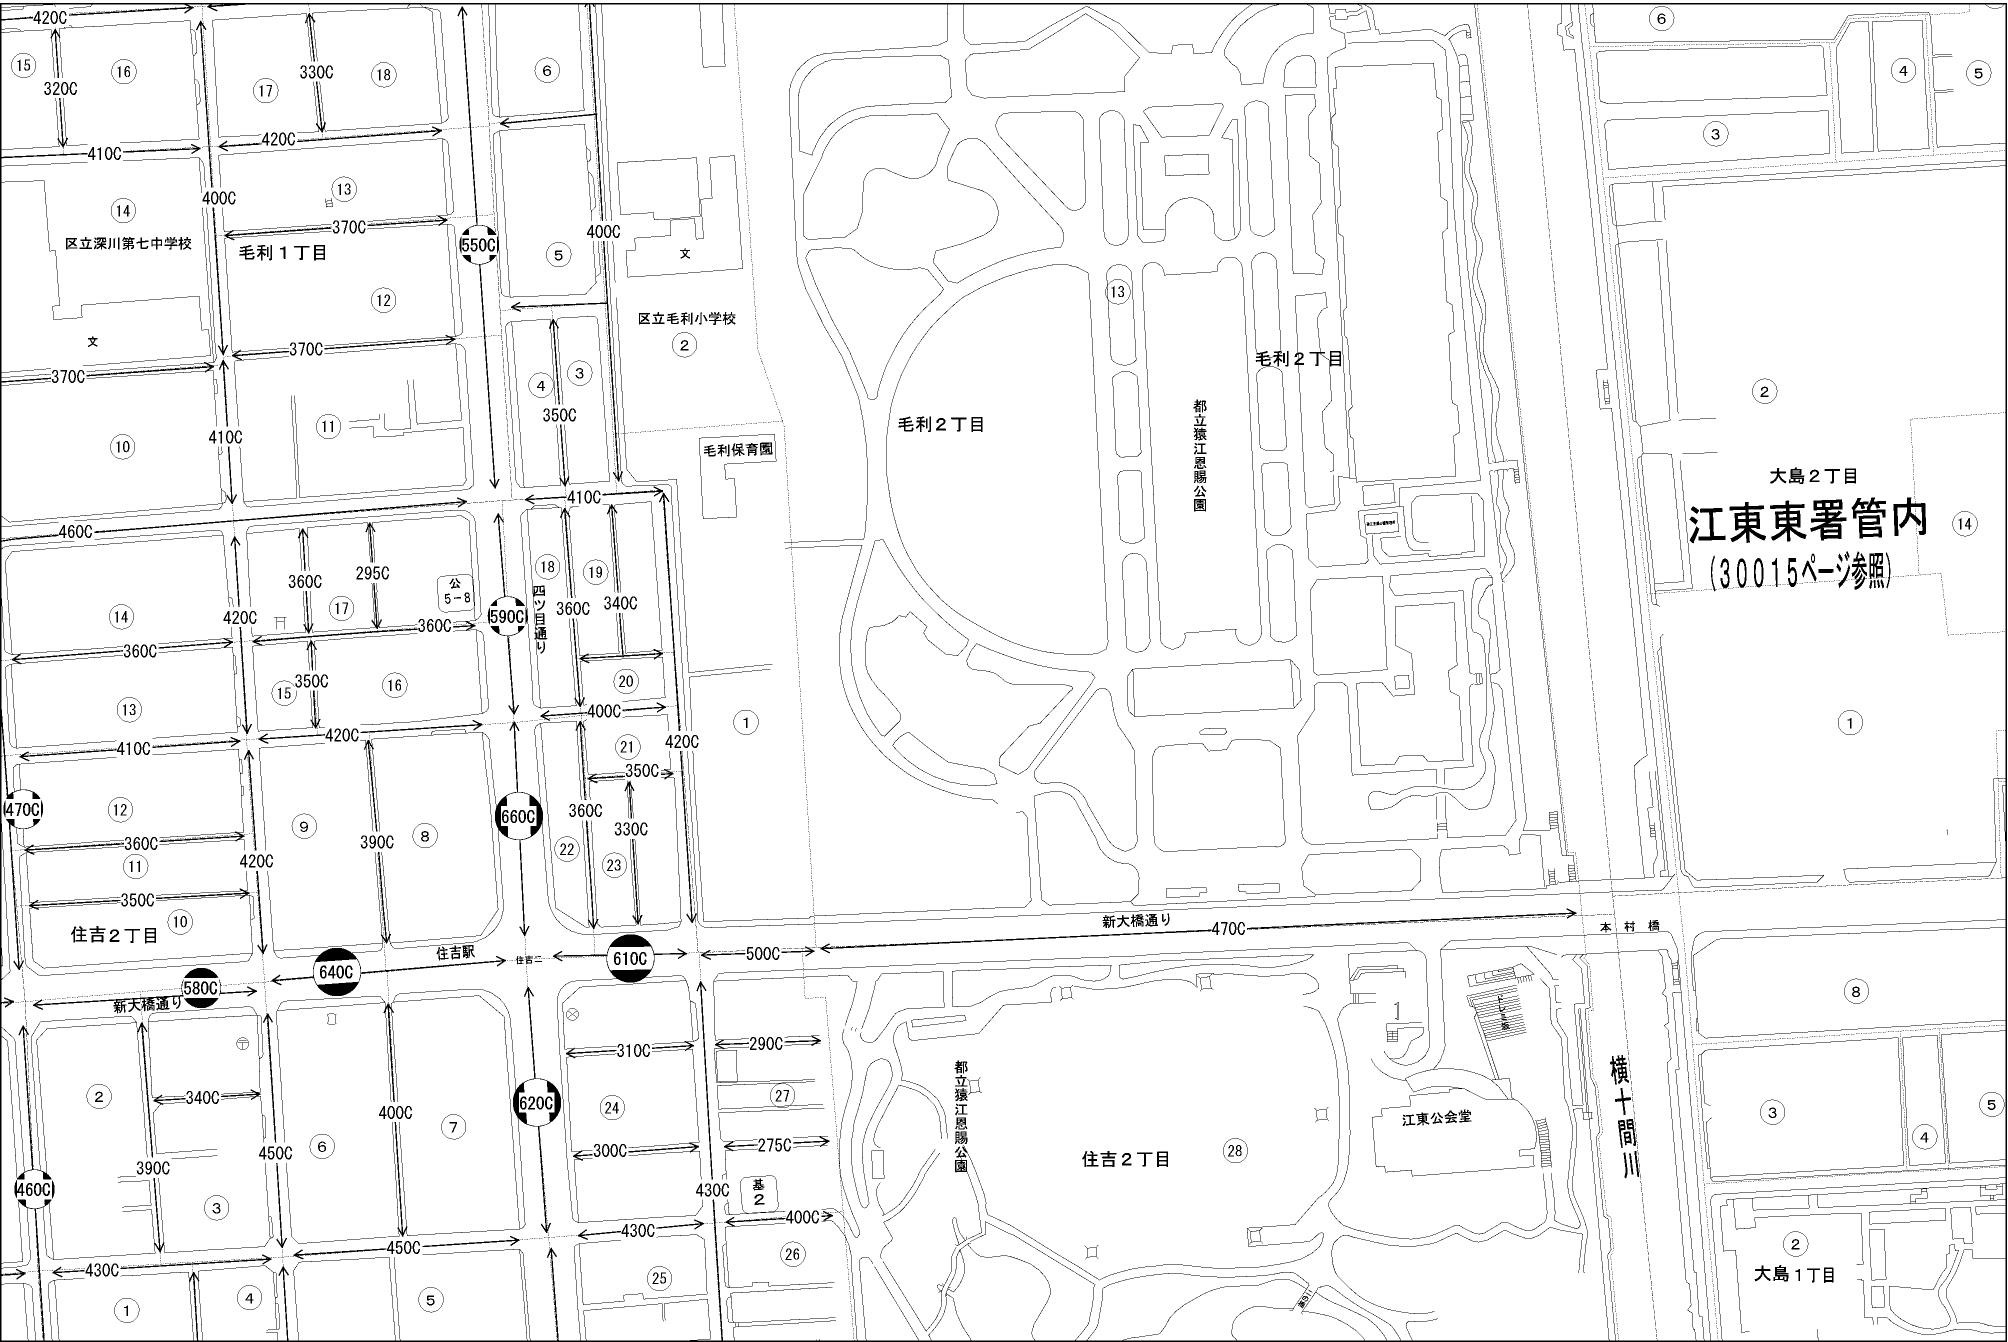 420C
15
16
320C
17
330C
18
6
6
4
5
3
410C
420C
400C
14
区立深川第七中学校
13
370C
毛利1丁目
550C
5
400C
文
12
13
区立毛利小学校
2
文
370C
370C
毛利2丁目
4
3
350C
2
都立猿江恩賜公園
毛利2丁目
10
410C
11
毛利保育園
大島2丁目
江東東署管内
(30015ページ参照)
14
460C
410C
360C
295C
公
5-8
17
18
19
四ツ目通り
590C
360C
340C
14
420C
360C
360C
15
350C
16
20
13
400C
1
1
410C
420C
21
420C
350C
470C
12
9
390C
8
660C
360C
330C
360C
11
420C
22
23
350C
10
住吉2丁目
新大橋通り
470C
本村橋
住吉駅
住吉二
610C
500C
640C
580C
新大橋通り
8
310C
290C
都立猿江恩賜公園
横十間川
2
340C
400C
7
620C
24
27
江東公会堂
3
4
5
6
450C
390C
300C
275C
住吉2丁目
28
460C
3
430C
基
2
430C
400C
450C
430C
26
25
2
大島1丁目
1
4
5